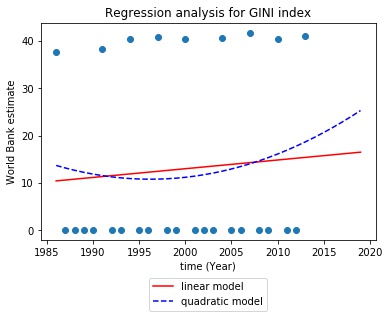 Regression analysis for GINI index
World Bank estimate
40
30
20
10
0
1985 1990 1995 2000 2005 2010 2015 2020
time (Year)
linear model
quadratic model